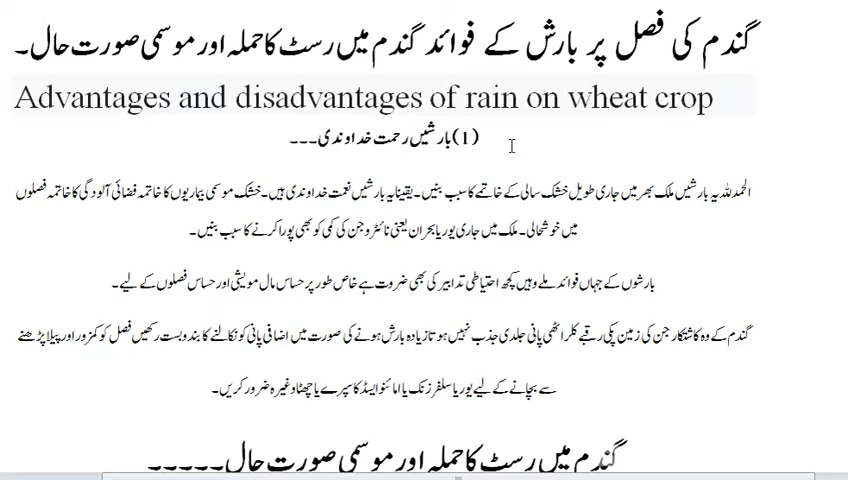 گندم کی فصل پر بارش کے فوائد گندم میں رسٹ کا حملہ اور موسمی صورت حال۔
Advantages and disadvantages of rain on wheat crop
(1) بارشیں رحمت خداوندی۔۔۔
الحمدللہ یہ بارشیں ملک بھر میں جاری طویل خشک سالی کے خاتمے کا سبب بنیں۔ یقینا یہ بارشیں نعمت خداوندی ہیں۔ خشک موسمی بیماریوں کا خاتمہ فضائی آلودگی کا خاتمہ فصلوں
میں خوشحالی۔ ملک میں جاری یوریا بحران یعنی نائٹروجن کی کمی کو بھی پورا کرنے کا سبب بنیں۔
بارشوں کے جہاں فوائد ملے وہیں کچھ احتیاطی تدابیر کی بھی ضرورت ہے خاص طور پر حساس مال مویشی اور حساس فصلوں کے لیے۔
گندم کے وہ کاشتکار جن کی زمین پکی رقبے کلراٹھی پانی جلدی جذب نہیں ہوتا زیادہ بارش ہونے کی صورت میں اضافی پانی کو نکالنے کا بندوبست رکھیں فصل کو کمزور اور پیلا پڑھنے
سے بچانے کے لیے یوریا سلفر زنک یا امائنو ایسڈ کا سپرے یا چھٹا وغیرہ ضرور کریں۔
گندم میں رسٹ کا حملہ اور موسمی صورت حال۔۔۔۔۔